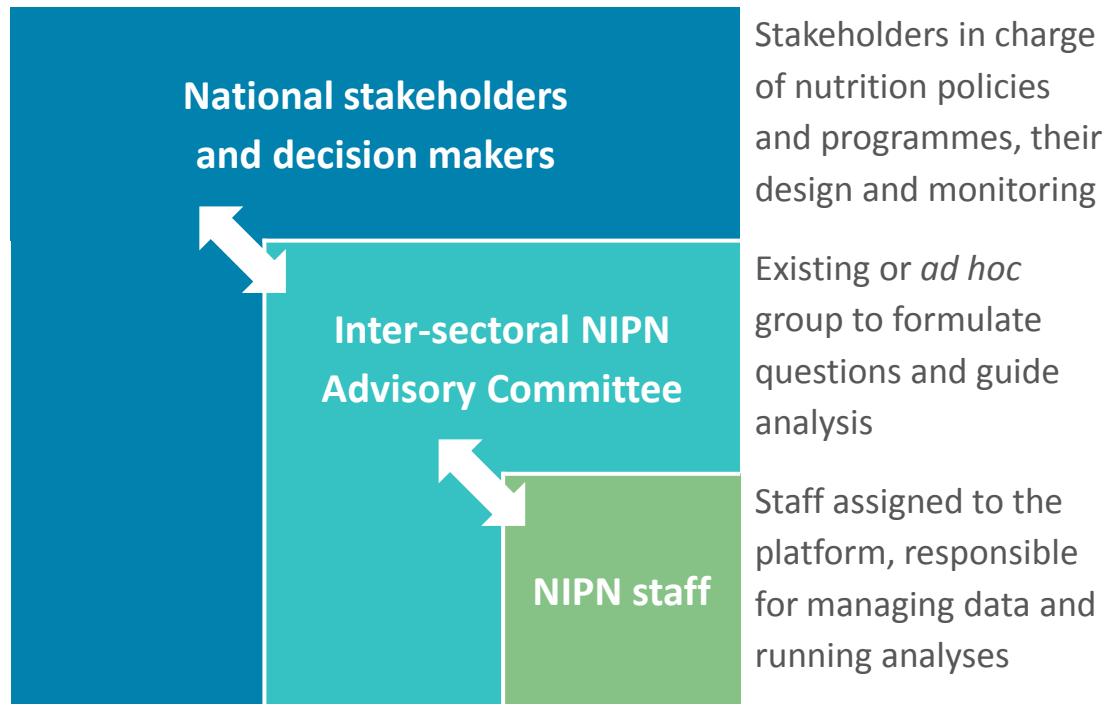 National stakeholders
and decision makers
Stakeholders in charge
of nutrition policies
and programmes, their
design and monitoring
Inter-sectoral NIPN
Advisory Committee
Existing or ad hoc
group to formulate
questions and guide
analysis
NIPN staff
Staff assigned to the
platform, responsible
for managing data and
running analyses